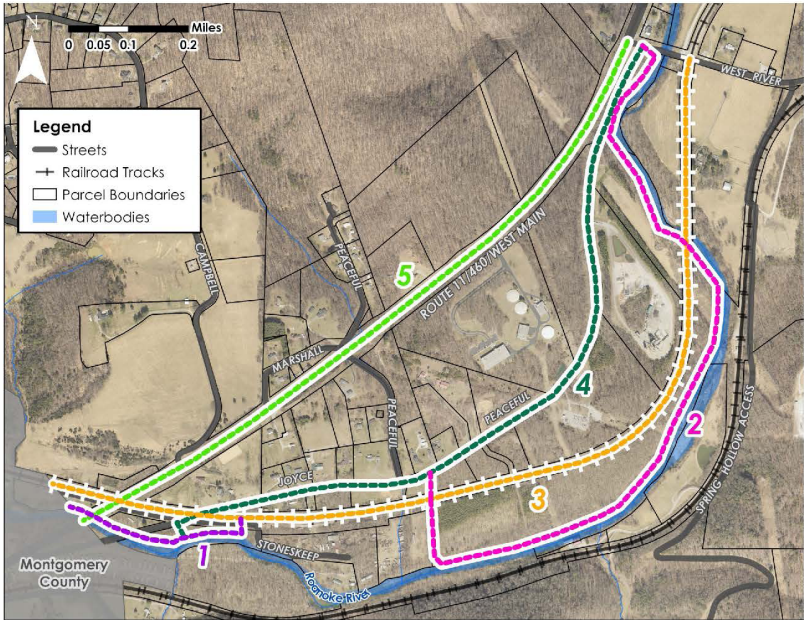 N
Miles
0 0.05 0.1 0.2
WEST RIVER
Legend
Streets
Railroad Tracks
Parcel Boundaries
Waterbodies
CAMPBELL
PEACEFUL
5
ROUTE 11/460/WEST MAIN
MARSHALL
4
PEACEFUL
PEACEFUL
2
JOYCE
3
SPRING HOLLOW ACCESS
1
STONESKEEP
Montgomery
County
Roanoke River